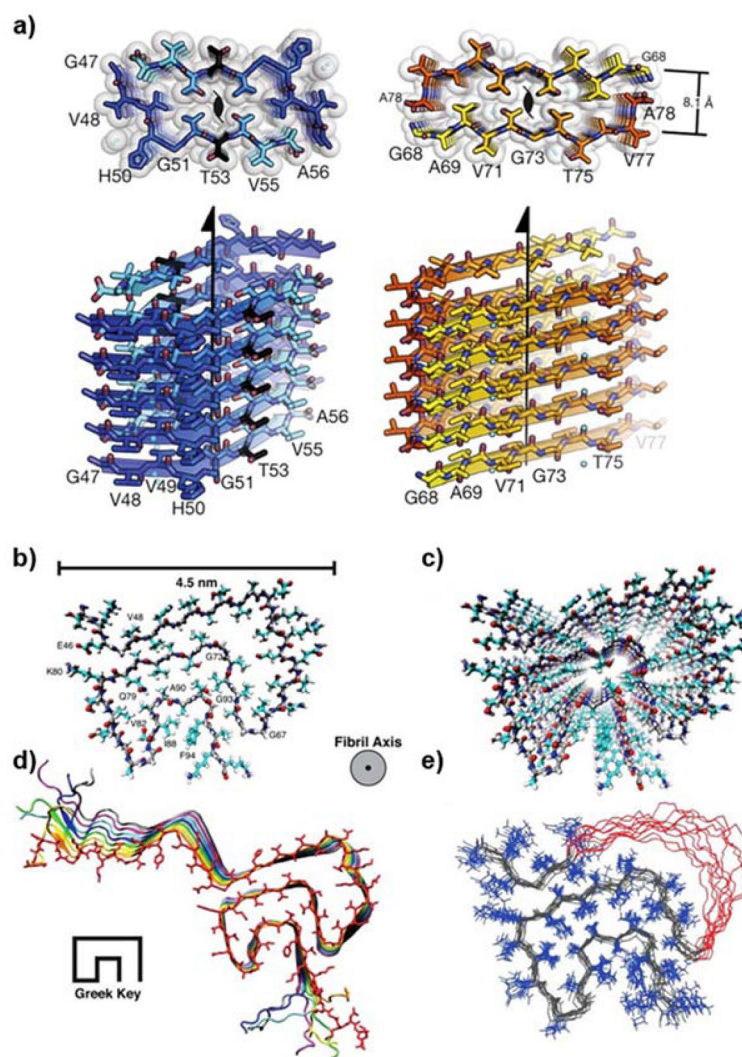 a)
G47
V48
H50
G51
T53
V55
A56
G68
A78
8.1 Å
A78
G68
A69
V71
G73
T75
V77
A56
V55
T53
G51
G47
V48
V49
H50
V77
T75
G73
V71
A69
G68
b)
4.5 nm
c)
V48
E46
G73
K80
Q79
A90
G93
V82
I88
G67
F94
Fibril Axis
d)
e)
Greek Key